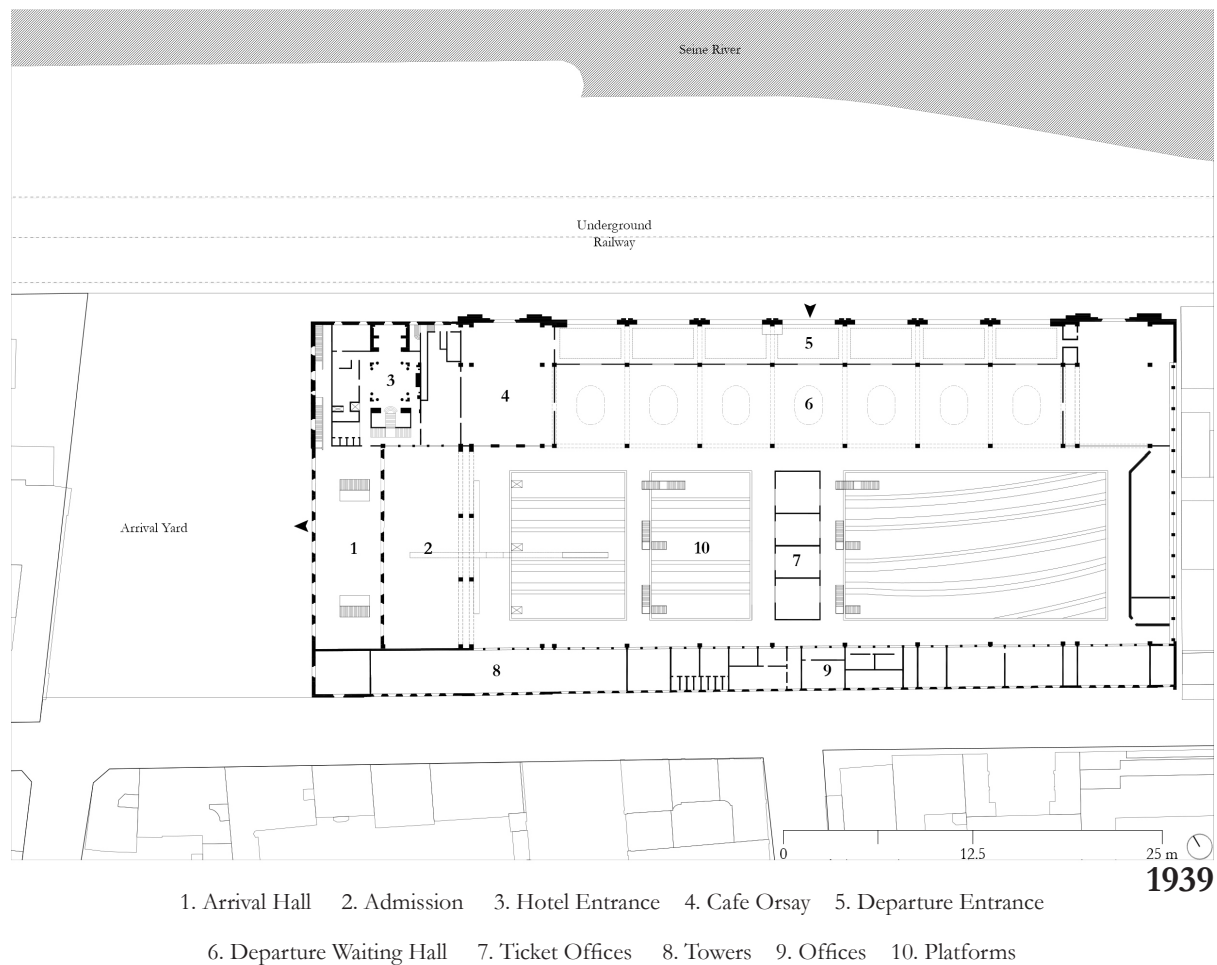 Seine River
Underground
Railway
5
3
4
6
Arrival Yard
1
2
10
7
8
9
0
12.5
25 m
1939
1. Arrival Hall 2. Admission 3. Hotel Entrance 4. Cafe Orsay 5. Departure Entrance
6. Departure Waiting Hall 7. Ticket Offices 8. Towers 9. Offices 10. Platforms